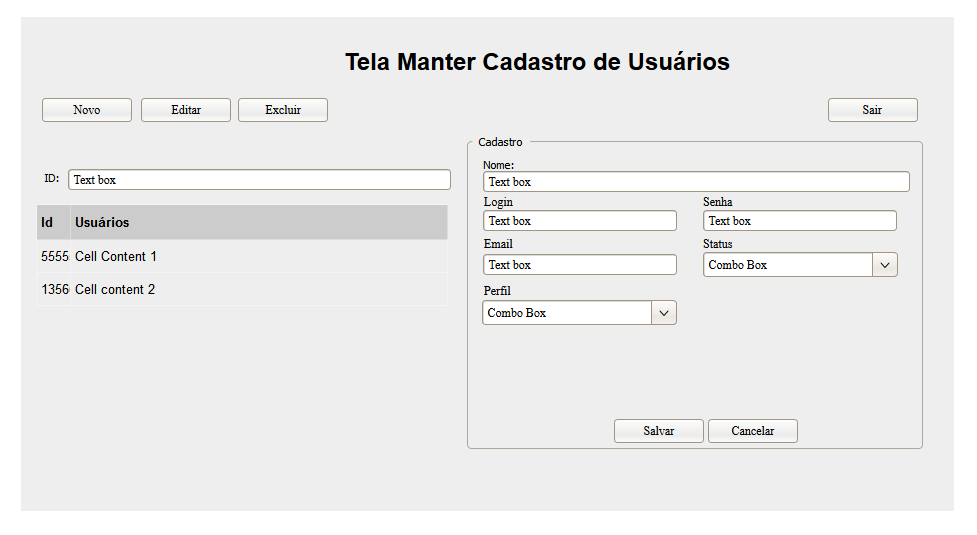 Tela Manter Cadastro de Usuários
Novo Editar Excluir Sair
ID: Text box
Id Usuários
5555 Cell Content 1
1356 Cell content 2
Cadastro
Nome:
Text box
Login Senha
Text box Text box
Email Status
Text box Combo Box
Perfil
Combo Box
Salvar Cancelar